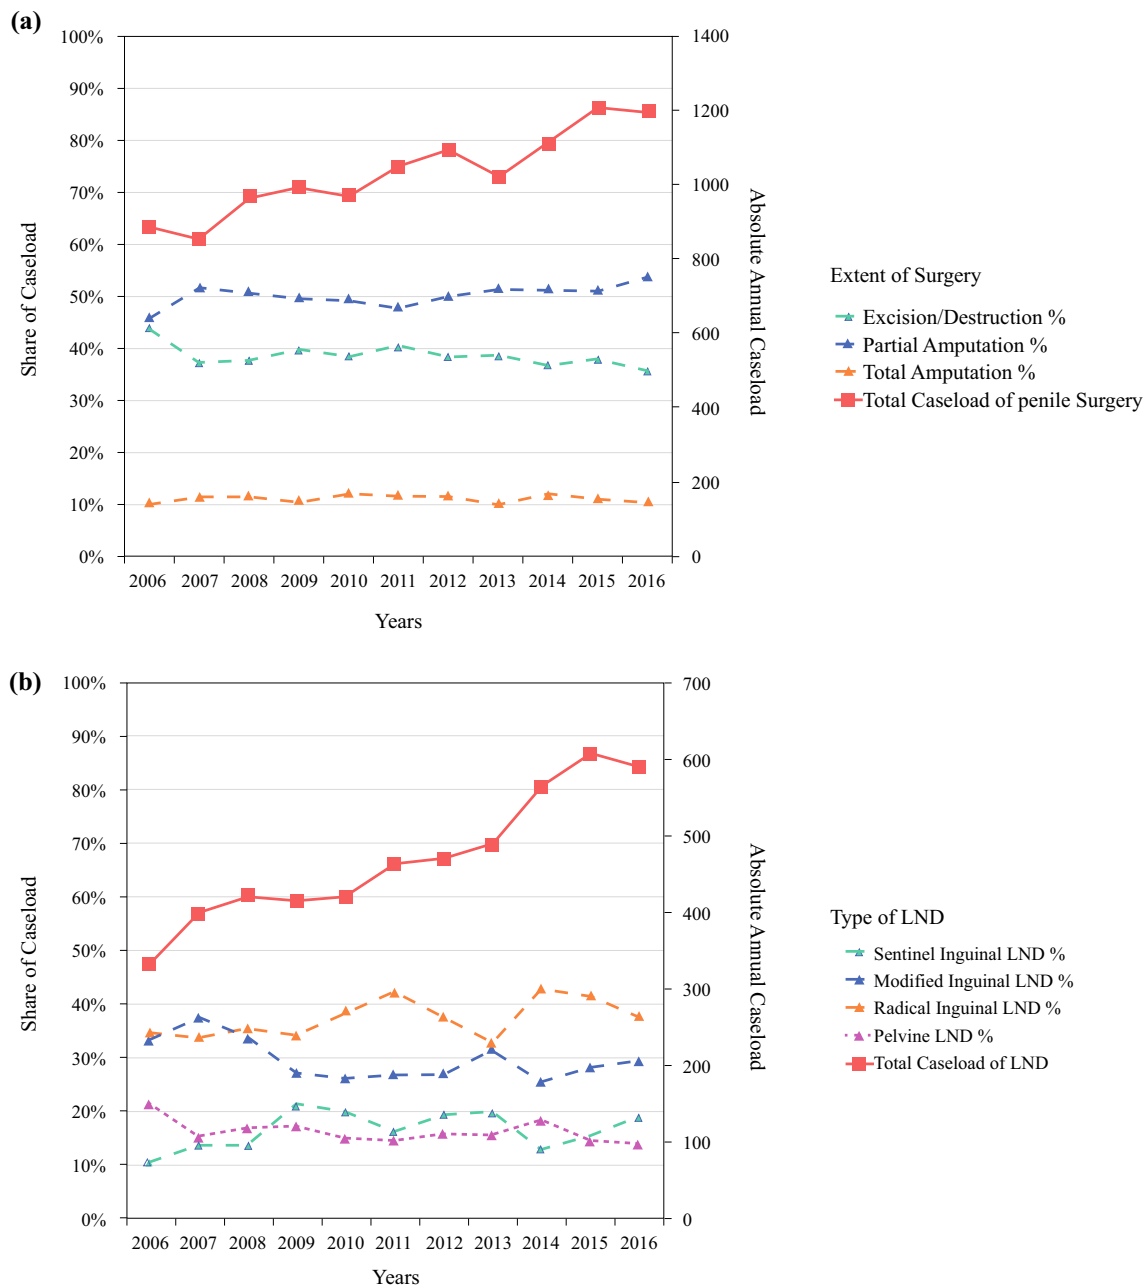 (a)
100%
90%
80%
70%
60%
50%
40%
30%
20%
10%
0%
Share of Caseload
1400
1200
1000
800
600
400
200
0
Absolute Annual Caseload
2006 2007 2008 2009 2010 2011 2012 2013 2014 2015 2016
Years
Extent of Surgery
Excision/Destruction %
Partial Amputation %
Total Amputation %
Total Caseload of penile Surgery
(b)
100%
90%
80%
70%
60%
50%
40%
30%
20%
10%
0%
Share of Caseload
700
600
500
400
300
200
100
0
Absolute Annual Caseload
2006 2007 2008 2009 2010 2011 2012 2013 2014 2015 2016
Years
Type of LND
Sentinel Inguinal LND %
Modified Inguinal LND %
Radical Inguinal LND %
Pelvine LND %
Total Caseload of LND